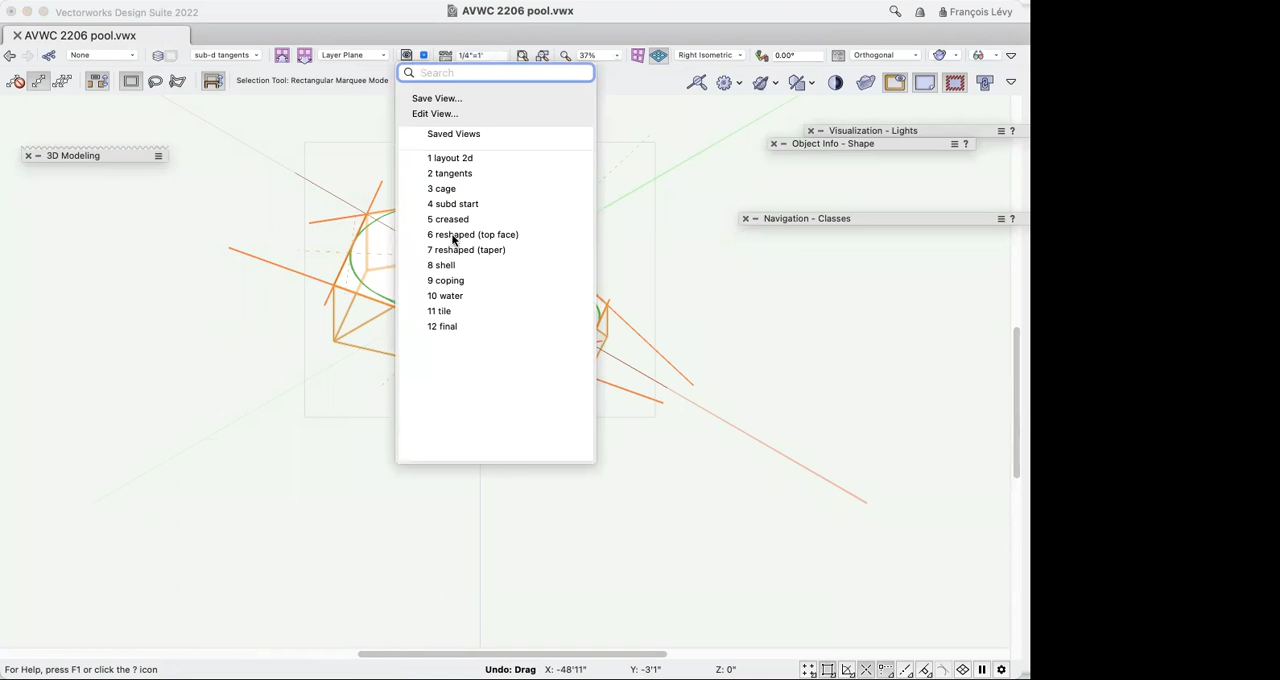 Vectorworks Design Suite 2022
AVWC 2206 pool.vwx
François Lévy
AVWC 2206 pool.vwx
None
sub-d tangents
Layer Plane
1/4"=1'
37%
Right Isometric
0.00°
Orthogonal
Selection Tool: Rectangular Marquee Mode
Search
Save View...
Edit View...
Saved Views
1 layout 2d
2 tangents
3 cage
4 subd start
5 creased
6 reshaped (top face)
7 reshaped (taper)
8 shell
9 coping
10 water
11 tile
12 final
3D Modeling
Visualization - Lights
?
Object Info - Shape
?
Navigation - Classes
?
For Help, press F1 or click the ? icon
Undo: Drag
X: -48'11"
Y: -3'1"
Z: 0"